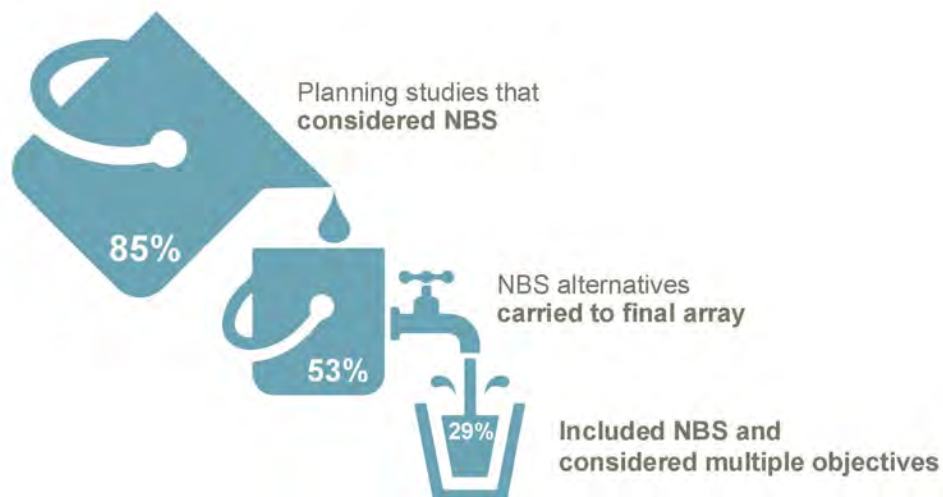 Planning studies that
considered NBS
85%
NBS alternatives
carried to final array
53%
29%
Included NBS and
considered multiple objectives